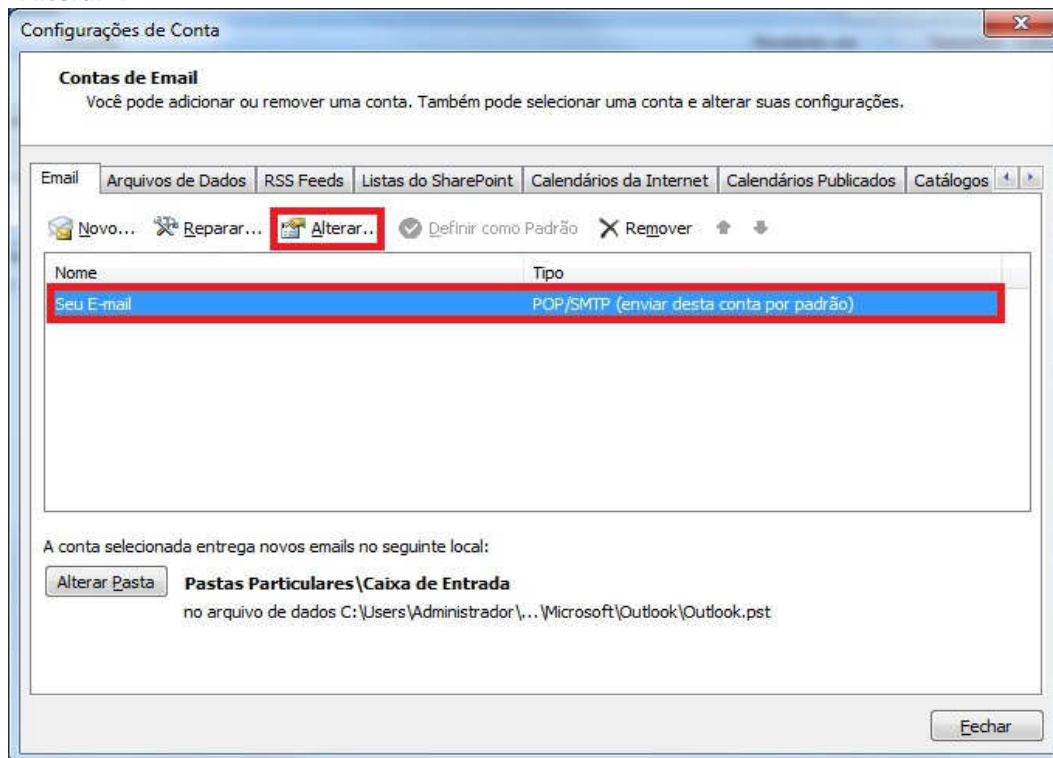 Configurações de Conta
Contas de Email
Você pode adicionar ou remover uma conta. Também pode selecionar uma conta e alterar suas configurações.
Email Arquivos de Dados RSS Feeds Listas do SharePoint Calendários da Internet Calendários Publicados Catálogos
Novo... Reparar... Alterar... Definir como Padrão Remover
Nome Tipo
Seu E-mail POP/SMTP (enviar desta conta por padrão)
A conta selecionada entrega novos emails no seguinte local:
Alterar Pasta Pastas Particulares\Caixa de Entrada
no arquivo de dados C:\Users\Administrador\...\Microsoft\Outlook\Outlook.pst
Fechar